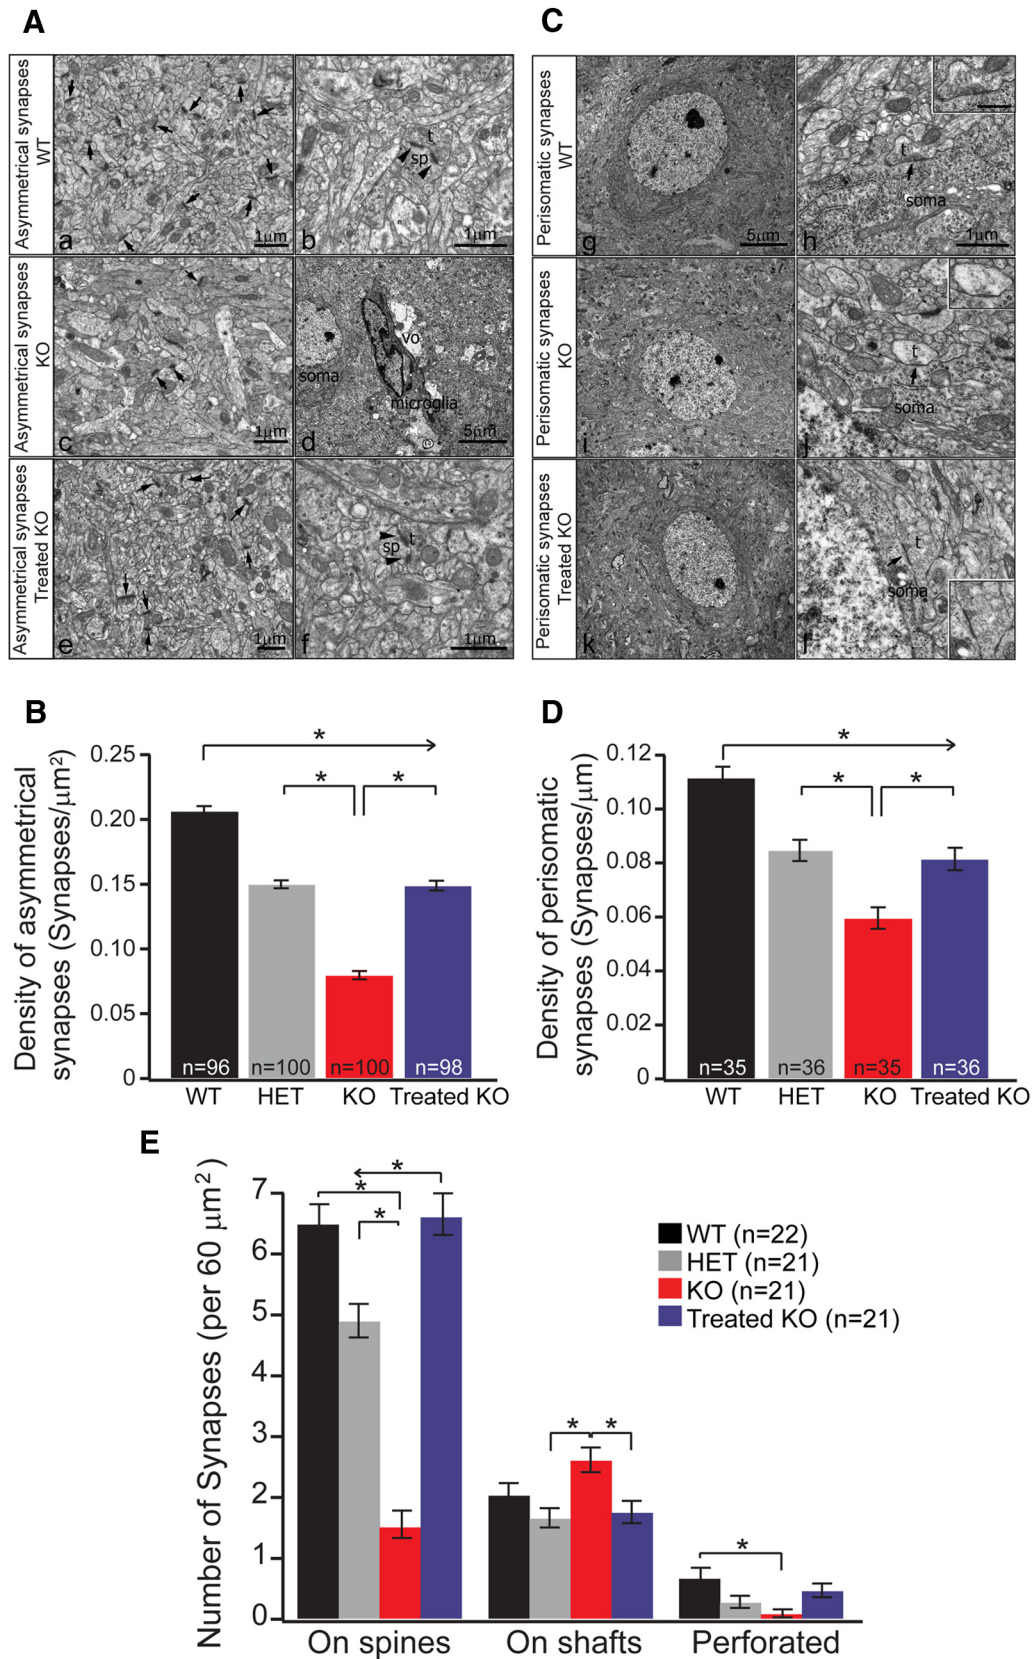 A
Asymmetrical synapses
WT
a
1μm
b
t
sp
1μm
Asymmetrical synapses
KO
c
1μm
d
soma
vo
microglia
5μm
Asymmetrical synapses
Treated KO
e
1μm
f
sp
t
1μm
C
Perisomatic synapses
WT
g
5μm
h
t
soma
1μm
Perisomatic synapses
KO
i
j
t
soma
Perisomatic synapses
Treated KO
k
l
t
soma
B
Density of asymmetrical
synapses (Synapses/μm²)
0.25
0.20
0.15
0.10
0.05
0
*
* *
n=96 n=100 n=100 n=98
WT HET KO Treated KO
D
Density of perisomatic
synapses (Synapses/μm)
0.12
0.10
0.08
0.06
0.04
0.02
0
*
* *
n=35 n=36 n=35 n=36
WT HET KO Treated KO
E
Number of Synapses (per 60 μm²)
7
6
5
4
3
2
1
0
*
*
*
* *
*
WT (n=22)
HET (n=21)
KO (n=21)
Treated KO (n=21)
On spines On shafts Perforated